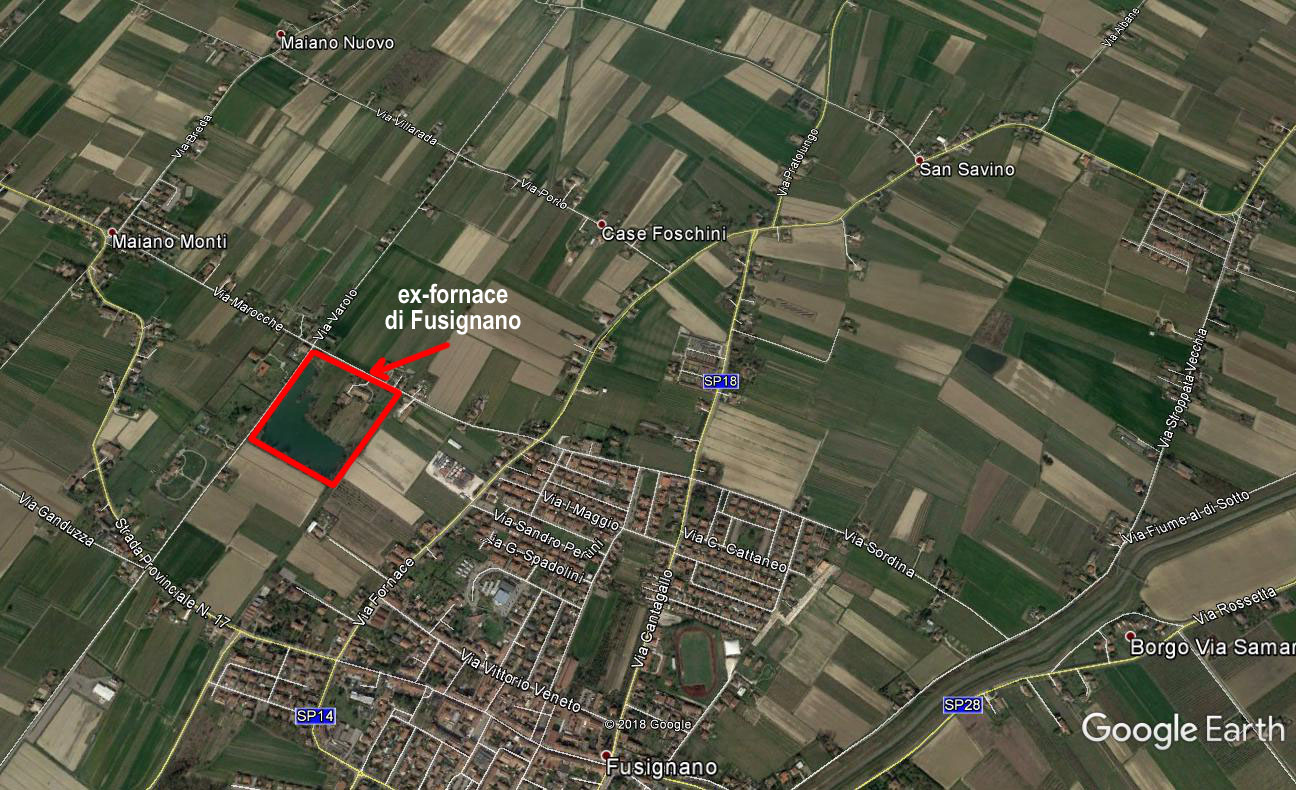 Maiano Nuovo
Via Albane
Via Villarada
Via Breda
Via Pratolungo
San Savino
Via Porto
Case Foschini
Maiano Monti
Via Marocche
Via Varolo
ex-fornace
di Fusignano
SP18
Via Stroppata Vecchia
Via Ganduzza
Strada Provinciale N. 17
Via I Maggio
Via Sandro Pertini
Via G. Spadolini
Via C. Cattaneo
Via Sordina
Via Fiume al di Sotto
Via Fornace
Via Cantagallo
Via Rossetta
Borgo Via Samar
Via Vittorio Veneto
SP28
SP14
© 2018 Google
Google Earth
Fusignano